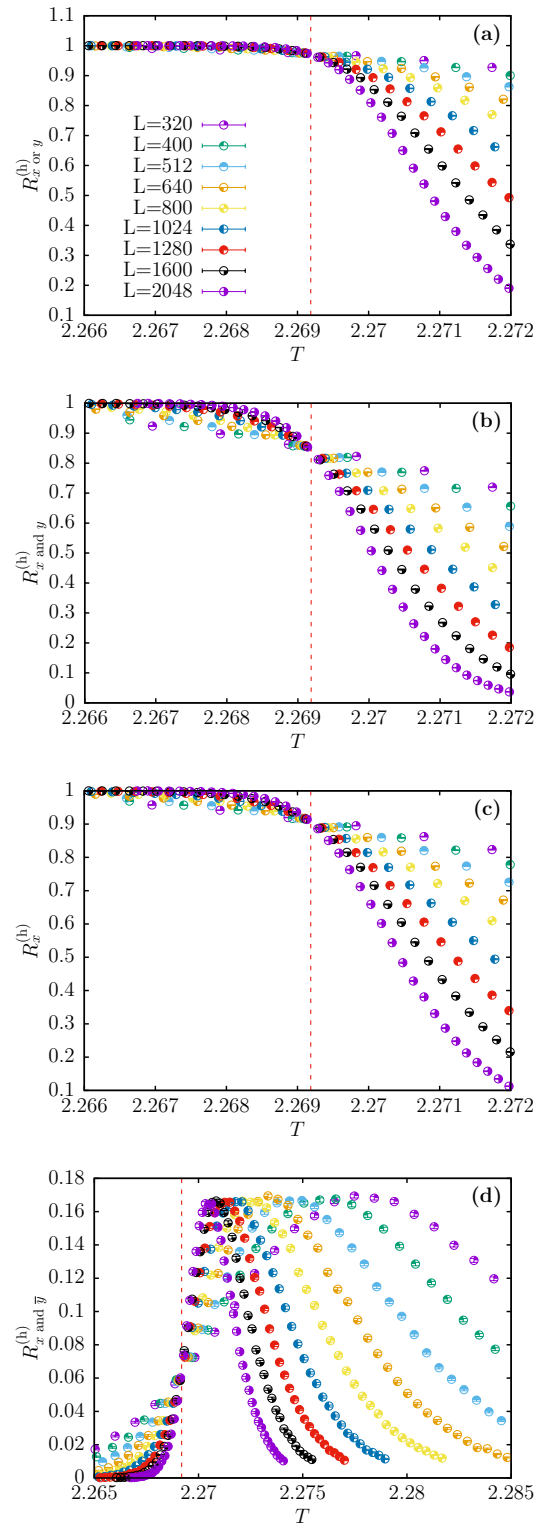 (a)
1.1
1
0.9
0.8
0.7
0.6
0.5
0.4
0.3
0.2
0.1
R_{x or y}^{(h)}
L=320
L=400
L=512
L=640
L=800
L=1024
L=1280
L=1600
L=2048
2.266 2.267 2.268 2.269 2.27 2.271 2.272
T
(b)
1
0.9
0.8
0.7
0.6
0.5
0.4
0.3
0.2
0.1
0
R_{x and y}^{(h)}
2.266 2.267 2.268 2.269 2.27 2.271 2.272
T
(c)
1
0.9
0.8
0.7
0.6
0.5
0.4
0.3
0.2
0.1
R_x^{(h)}
2.266 2.267 2.268 2.269 2.27 2.271 2.272
T
(d)
0.18
0.16
0.14
0.12
0.1
0.08
0.06
0.04
0.02
0
R_{x and ȳ}^{(h)}
2.265 2.27 2.275 2.28 2.285
T